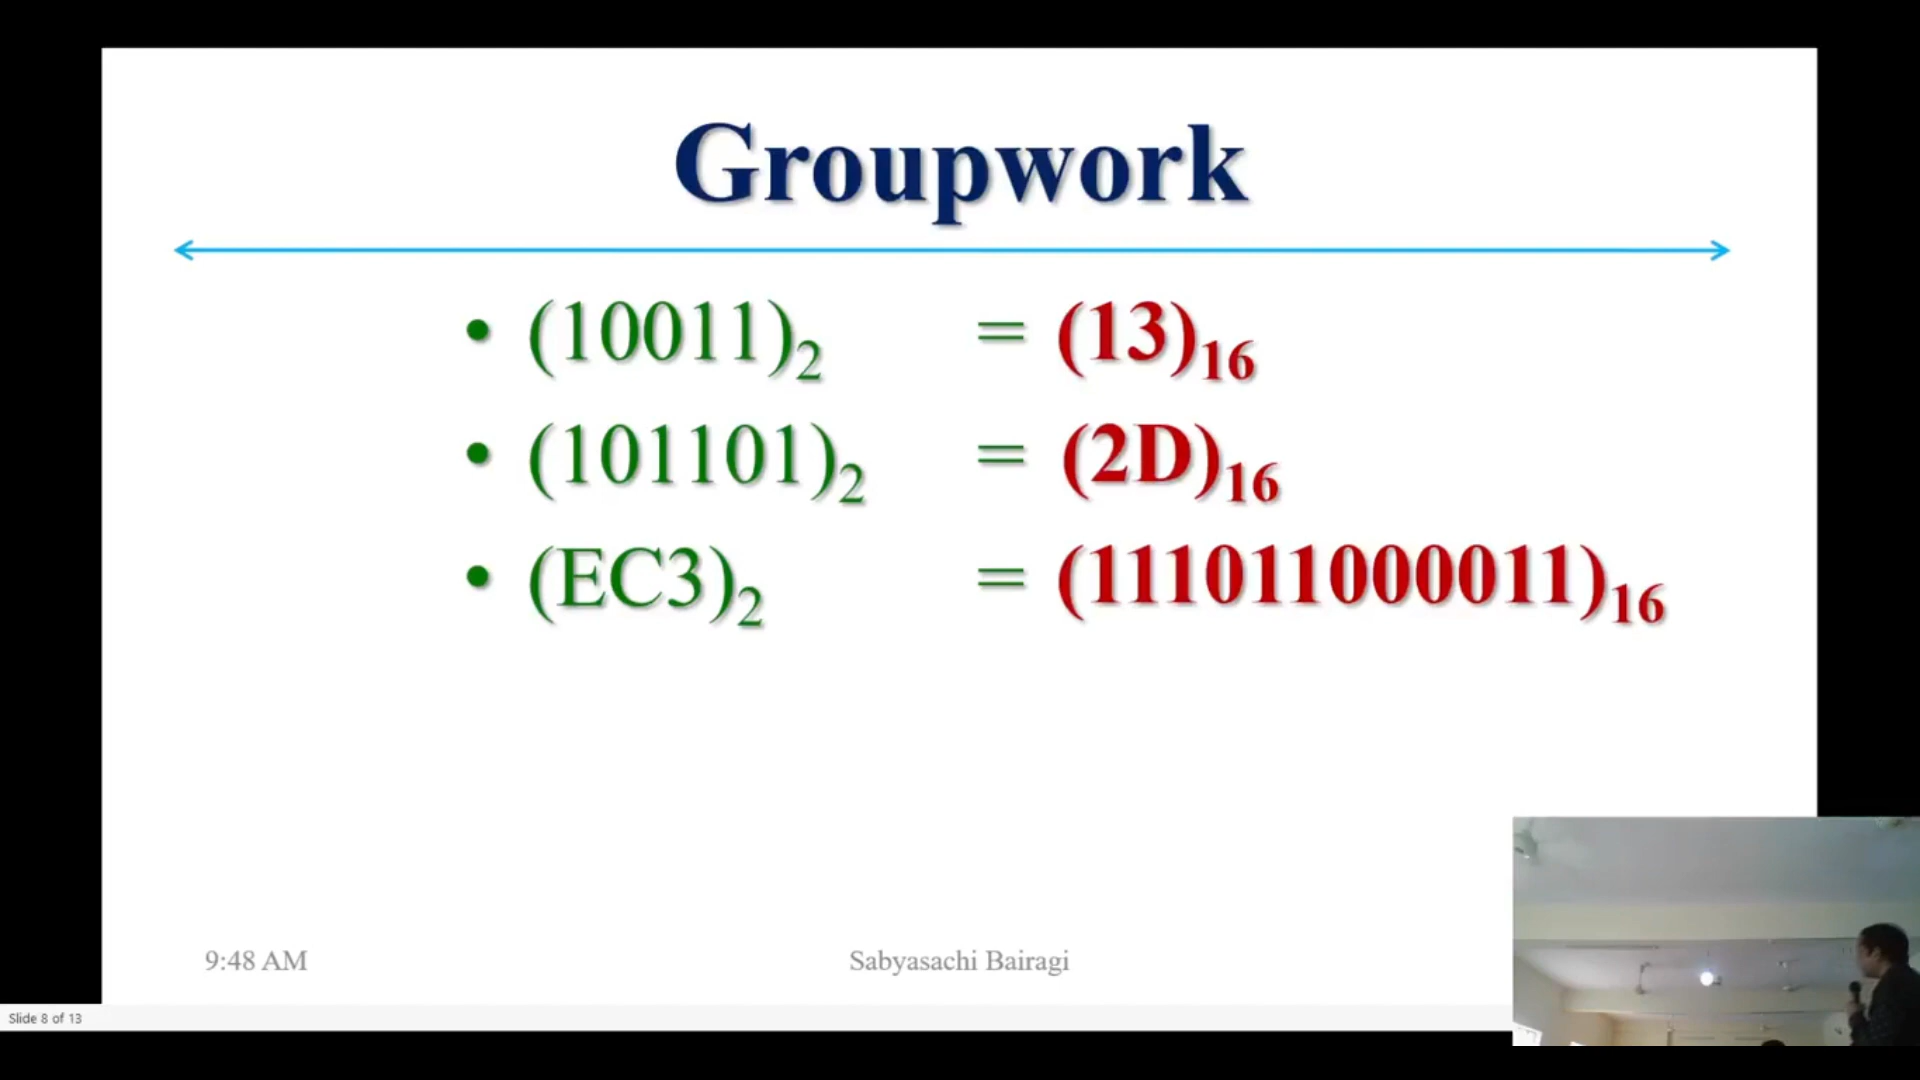 Groupwork
• (10011)₂ = (13)₁₆
• (101101)₂ = (2D)₁₆
• (EC3)₂ = (111011000011)₁₆
9:48 AM Sabyasachi Bairagi
Slide 8 of 13